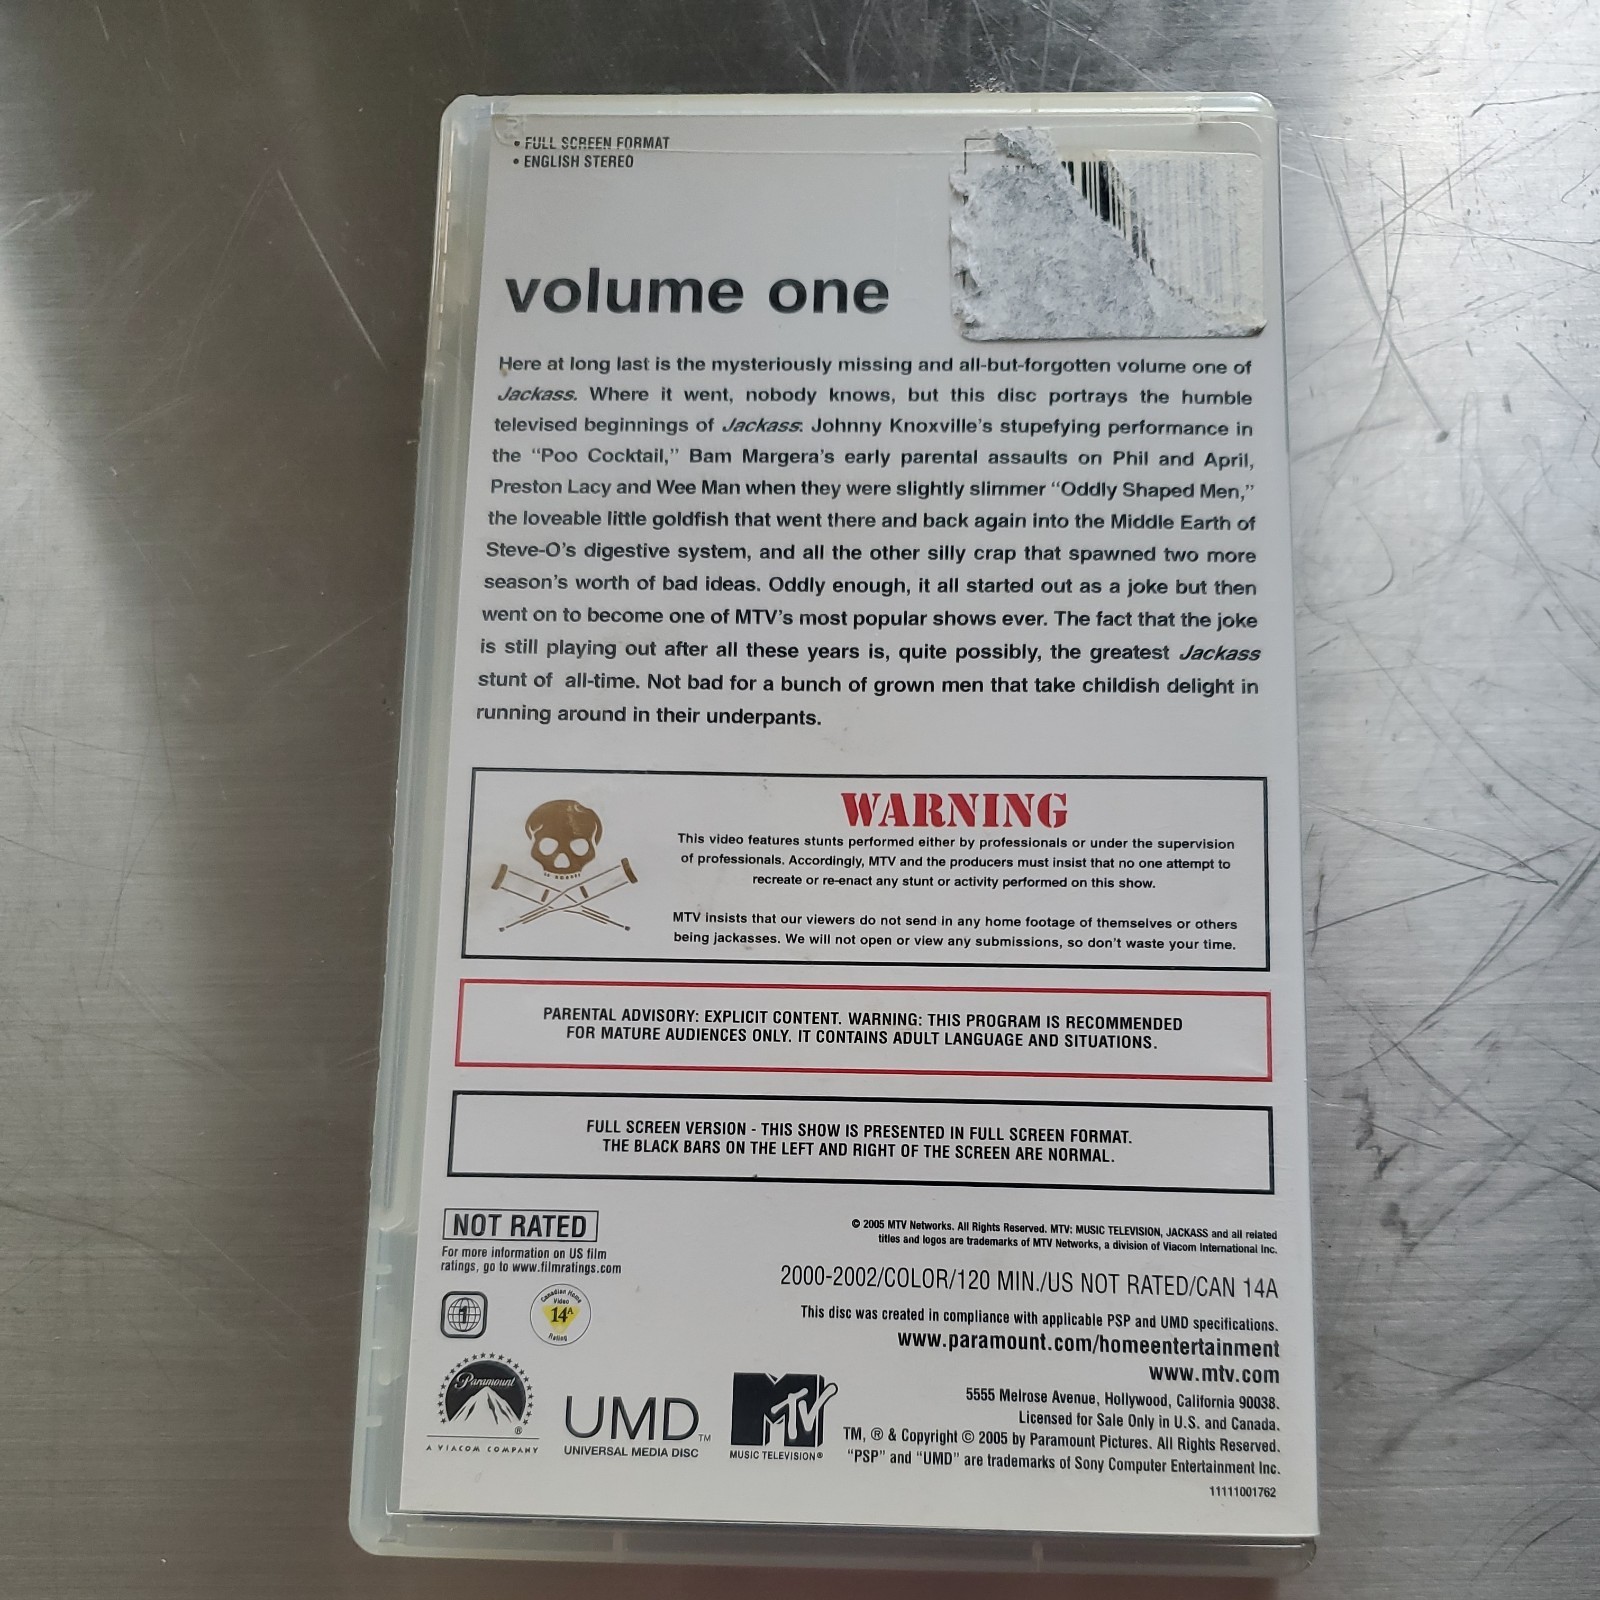 • FULL SCREEN FORMAT
• ENGLISH STEREO
volume one
Here at long last is the mysteriously missing and all-but-forgotten volume one of
Jackass. Where it went, nobody knows, but this disc portrays the humble
televised beginnings of Jackass: Johnny Knoxville's stupefying performance in
the “Poo Cocktail,” Bam Margera's early parental assaults on Phil and April,
Preston Lacy and Wee Man when they were slightly slimmer “Oddly Shaped Men,”
the loveable little goldfish that went there and back again into the Middle Earth of
Steve-O's digestive system, and all the other silly crap that spawned two more
season's worth of bad ideas. Oddly enough, it all started out as a joke but then
went on to become one of MTV's most popular shows ever. The fact that the joke
is still playing out after all these years is, quite possibly, the greatest Jackass
stunt of all-time. Not bad for a bunch of grown men that take childish delight in
running around in their underpants.
WARNING
This video features stunts performed either by professionals or under the supervision
of professionals. Accordingly, MTV and the producers must insist that no one attempt to
recreate or re-enact any stunt or activity performed on this show.
MTV insists that our viewers do not send in any home footage of themselves or others
being jackasses. We will not open or view any submissions, so don't waste your time.
PARENTAL ADVISORY: EXPLICIT CONTENT. WARNING: THIS PROGRAM IS RECOMMENDED
FOR MATURE AUDIENCES ONLY. IT CONTAINS ADULT LANGUAGE AND SITUATIONS.
FULL SCREEN VERSION - THIS SHOW IS PRESENTED IN FULL SCREEN FORMAT.
THE BLACK BARS ON THE LEFT AND RIGHT OF THE SCREEN ARE NORMAL.
NOT RATED
For more information on US film
ratings, go to www.filmratings.com
1
Canadian Home
Video
14A
Rating
© 2005 MTV Networks. All Rights Reserved. MTV: MUSIC TELEVISION, JACKASS and all related
titles and logos are trademarks of MTV Networks, a division of Viacom International Inc.
2000-2002/COLOR/120 MIN./US NOT RATED/CAN 14A
This disc was created in compliance with applicable PSP and UMD specifications.
www.paramount.com/homeentertainment
www.mtv.com
5555 Melrose Avenue, Hollywood, California 90038.
Licensed for Sale Only in U.S. and Canada.
TM, ® & Copyright © 2005 by Paramount Pictures. All Rights Reserved.
“PSP” and “UMD” are trademarks of Sony Computer Entertainment Inc.
11111001762
Paramount
®
A VIACOM COMPANY
UMD™
UNIVERSAL MEDIA DISC
MTV
MUSIC TELEVISION®